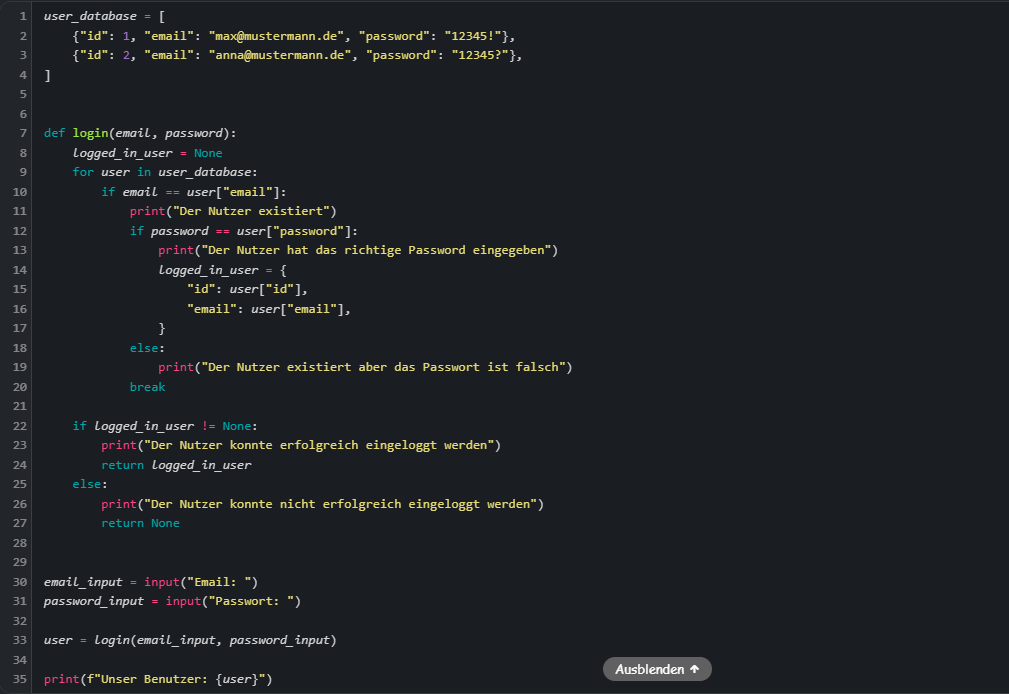 1 user_database = [
2     {"id": 1, "email": "max@mustermann.de", "password": "12345!"},
3     {"id": 2, "email": "anna@mustermann.de", "password": "12345?"},
4 ]
5
6
7 def login(email, password):
8     logged_in_user = None
9     for user in user_database:
10         if email == user["email"]:
11             print("Der Nutzer existiert")
12             if password == user["password"]:
13                 print("Der Nutzer hat das richtige Password eingegeben")
14                 logged_in_user = {
15                     "id": user["id"],
16                     "email": user["email"],
17                 }
18             else:
19                 print("Der Nutzer existiert aber das Passwort ist falsch")
20             break
21
22     if logged_in_user != None:
23         print("Der Nutzer konnte erfolgreich eingeloggt werden")
24         return logged_in_user
25     else:
26         print("Der Nutzer konnte nicht erfolgreich eingeloggt werden")
27         return None
28
29
30 email_input = input("Email: ")
31 password_input = input("Passwort: ")
32
33 user = login(email_input, password_input)
34
35 print(f"Unser Benutzer: {user}")
Ausblenden ↑